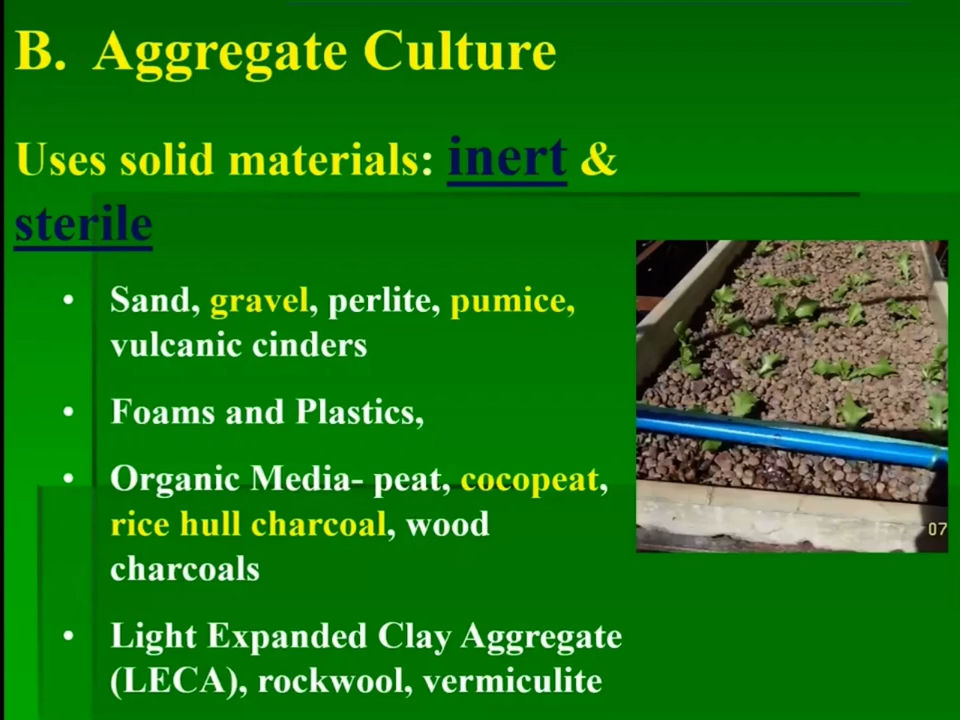 B. Aggregate Culture
Uses solid materials: inert &
sterile
• Sand, gravel, perlite, pumice,
vulcanic cinders
• Foams and Plastics,
• Organic Media- peat, cocopeat,
rice hull charcoal, wood
charcoals
• Light Expanded Clay Aggregate
(LECA), rockwool, vermiculite
07